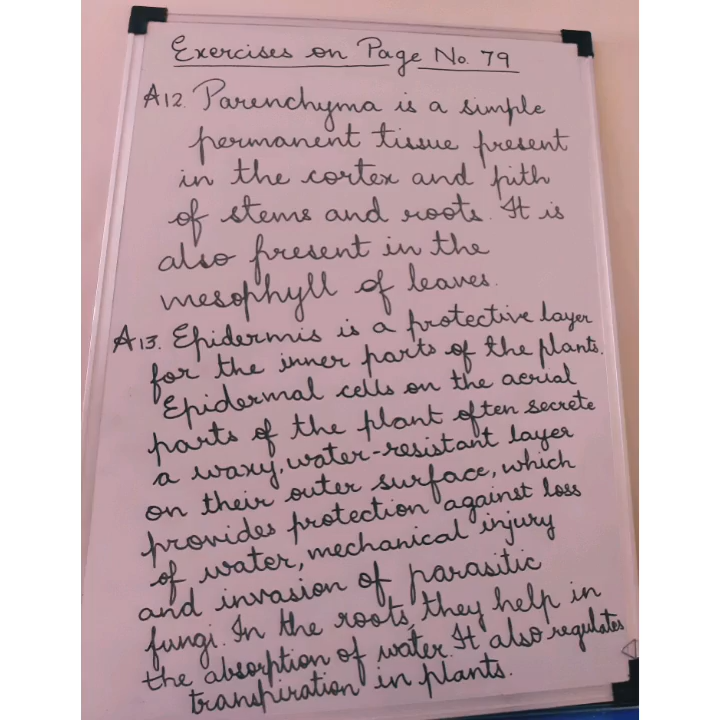 Exercises on Page No. 79
A12. Parenchyma is a simple
permanent tissue present
in the cortex and pith
of stems and roots. It is
also present in the
mesophyll of leaves.
A13. Epidermis is a protective layer
for the inner parts of the plants.
Epidermal cells on the aerial
parts of the plant often secrete
a waxy, water-resistant layer
on their outer surface, which
provides protection against loss
of water, mechanical injury
and invasion of parasitic
fungi. In the roots, they help in
the absorption of water. It also regulates
transpiration in plants.